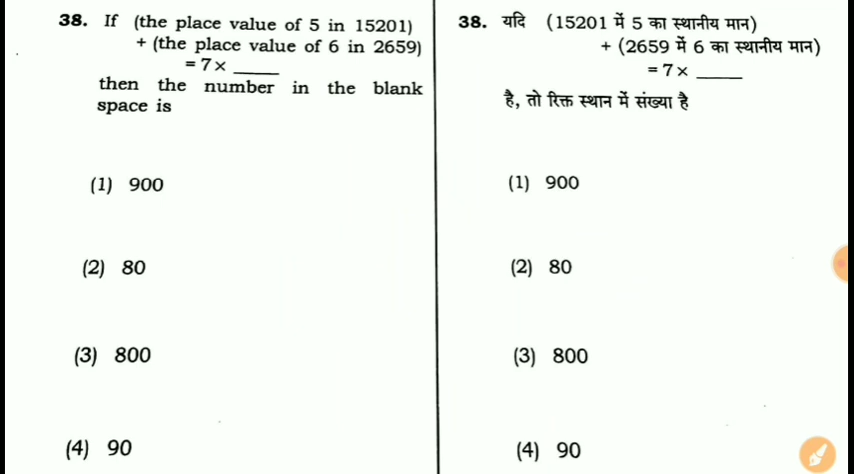 38. If (the place value of 5 in 15201)
+ (the place value of 6 in 2659)
= 7× ____
then the number in the blank
space is
(1) 900
(2) 80
(3) 800
(4) 90
38. यदि (15201 में 5 का स्थानीय मान)
+ (2659 में 6 का स्थानीय मान)
= 7× ____
है, तो रिक्त स्थान में संख्या है
(1) 900
(2) 80
(3) 800
(4) 90